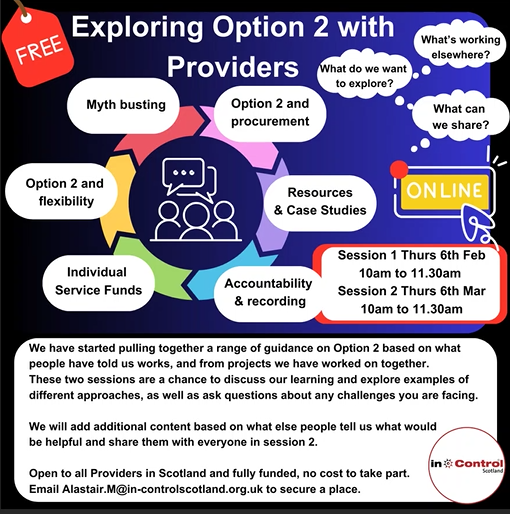 FREE
Exploring Option 2 with
Providers
What's working
elsewhere?
What do we want
to explore?
What can
we share?
Myth busting
Option 2 and
procurement
Option 2 and
flexibility
Resources
& Case Studies
Individual
Service Funds
Accountability
& recording
ONLINE
Session 1 Thurs 6th Feb
10am to 11.30am
Session 2 Thurs 6th Mar
10am to 11.30am
We have started pulling together a range of guidance on Option 2 based on what
people have told us works, and from projects we have worked on together.
These two sessions are a chance to discuss our learning and explore examples of
different approaches, as well as ask questions about any challenges you are facing.
We will add additional content based on what else people tell us what would
be helpful and share them with everyone in session 2.
Open to all Providers in Scotland and fully funded, no cost to take part.
Email Alastair.M@in-controlscotland.org.uk to secure a place.
in Control
Scotland